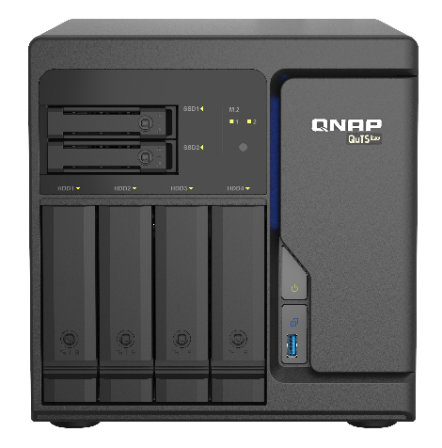 SSD1
M.2
1 2
QNAP
QuTS hero
SSD2
HDD1 HDD2 HDD3 HDD4